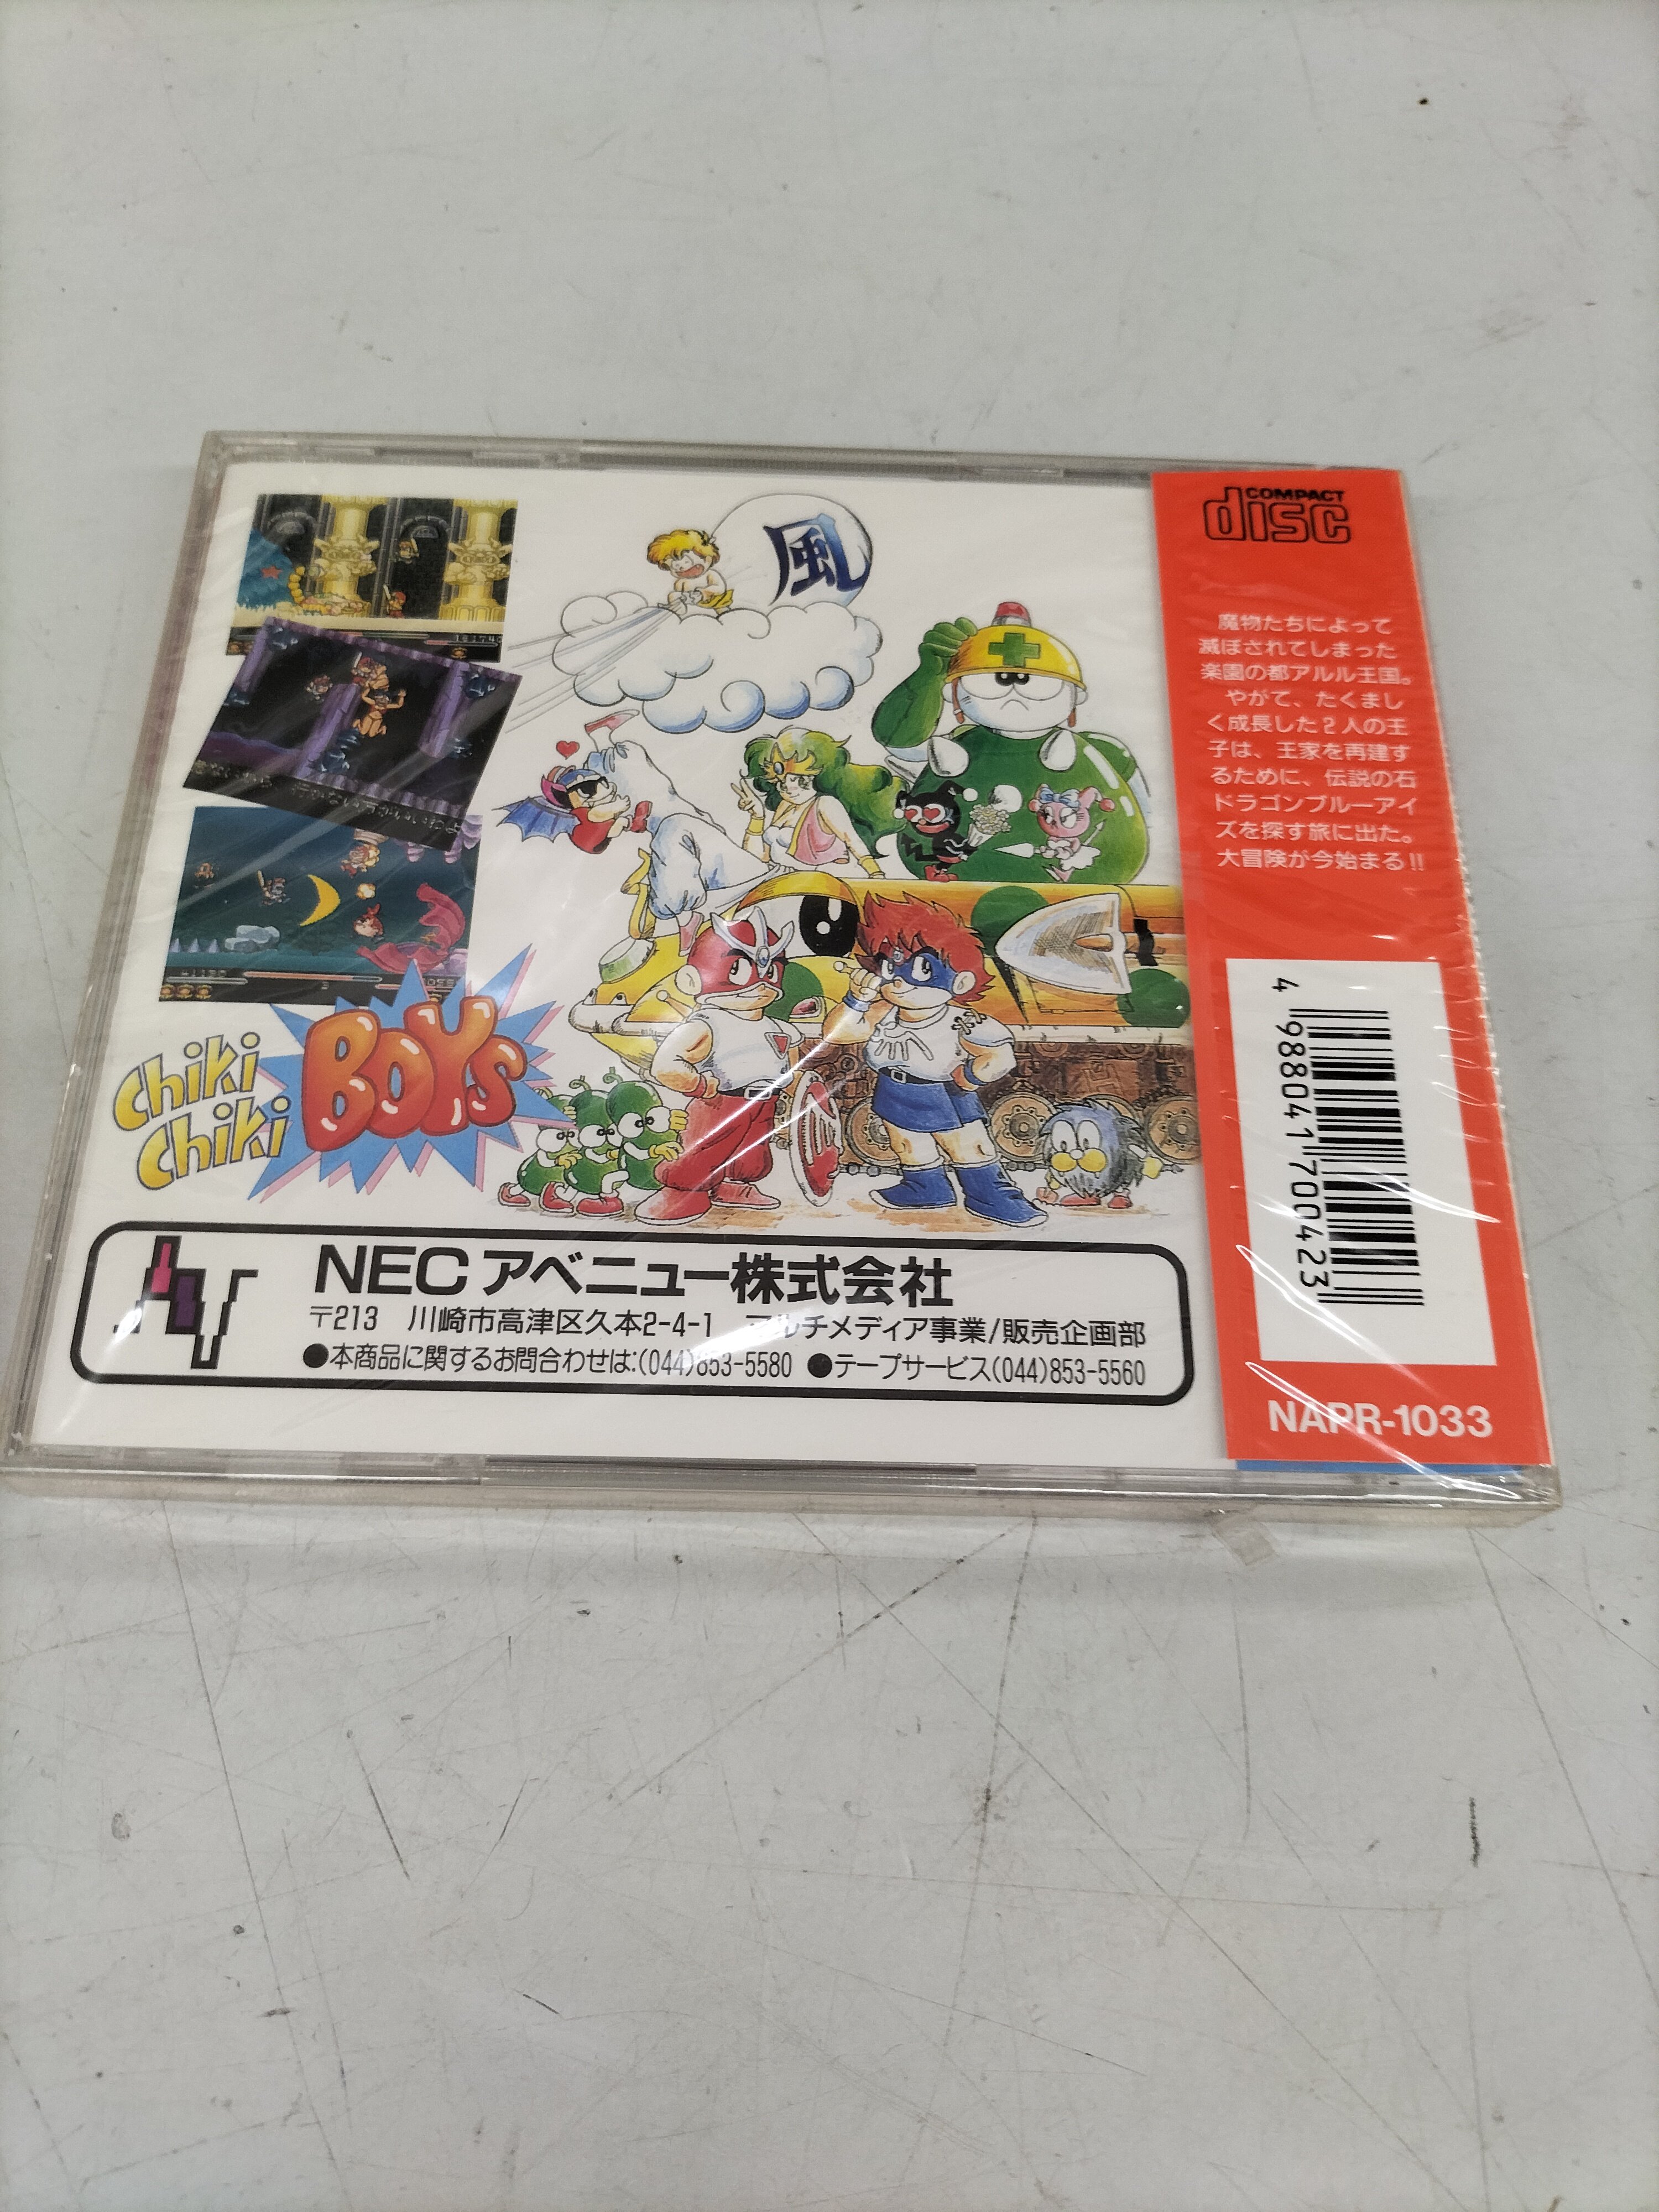 風
Chiki
Chiki
BOYS
NEC アベニュー株式会社
〒213 川崎市高津区久本2-4-1 マルチメディア事業/販売企画部
●本商品に関するお問合わせは:(044)853-5580 ●テープサービス(044)853-5560
COMPACT
disc
魔物たちによって
滅ぼされてしまった
楽園の都アルル王国。
やがて、たくまし
く成長した2人の王
子は、王家を再建す
るために、伝説の石
ドラゴンブルーアイ
ズを探す旅に出た。
大冒険が今始まる!!
4 988041 700423
NAPR-1033